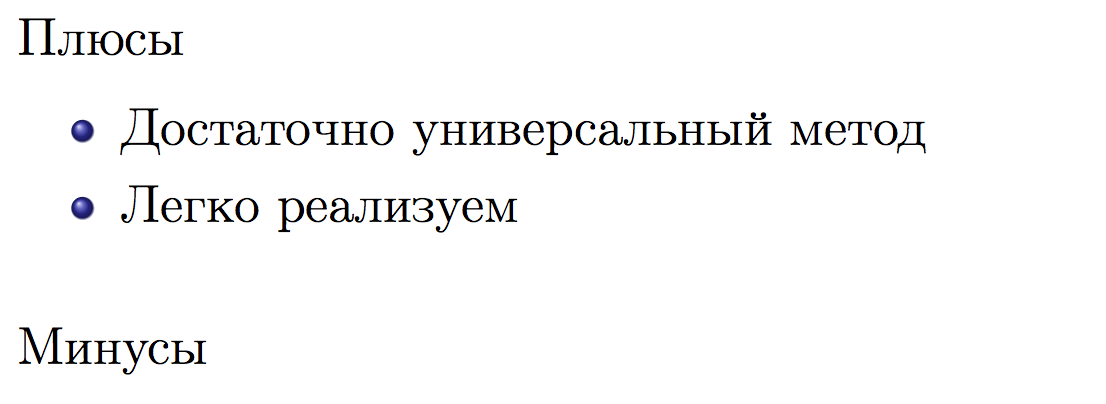 Плюсы
Достаточно универсальный метод
Легко реализуем
Минусы